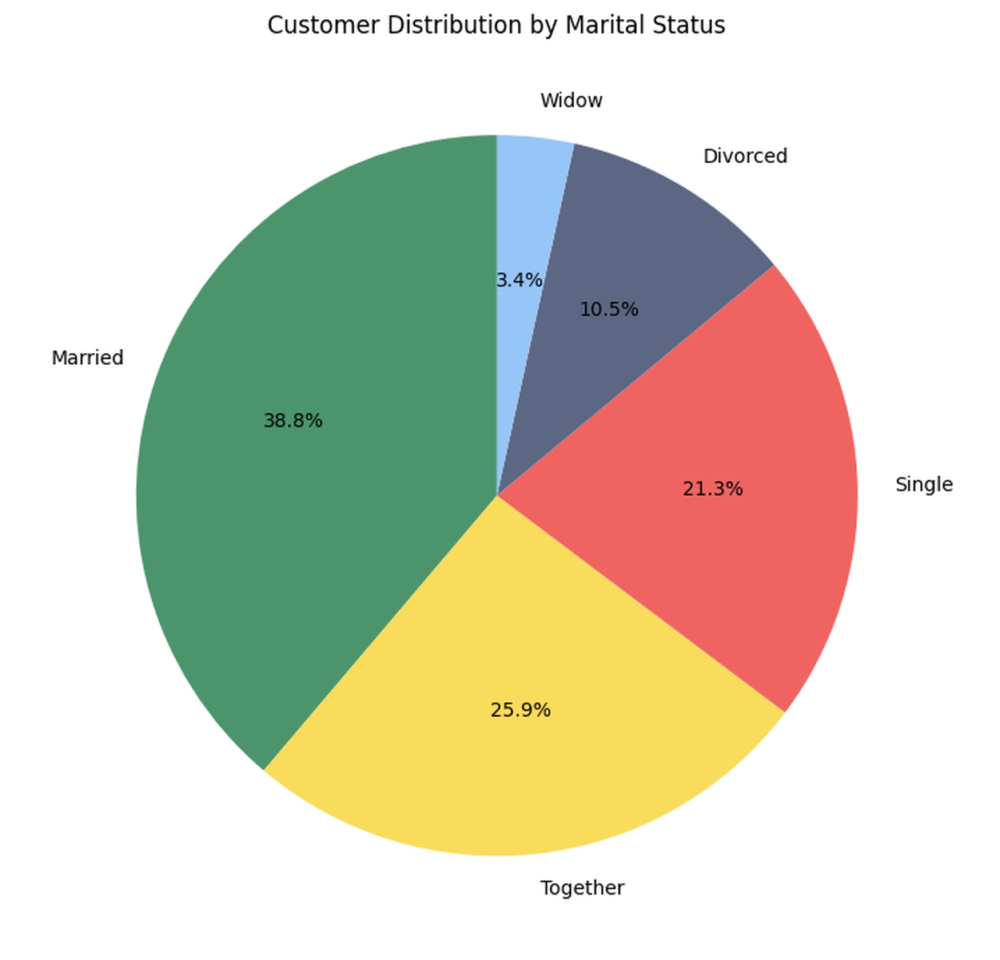 Customer Distribution by Marital Status
Widow
Divorced
3.4%
10.5%
Married
38.8%
Single
21.3%
25.9%
Together